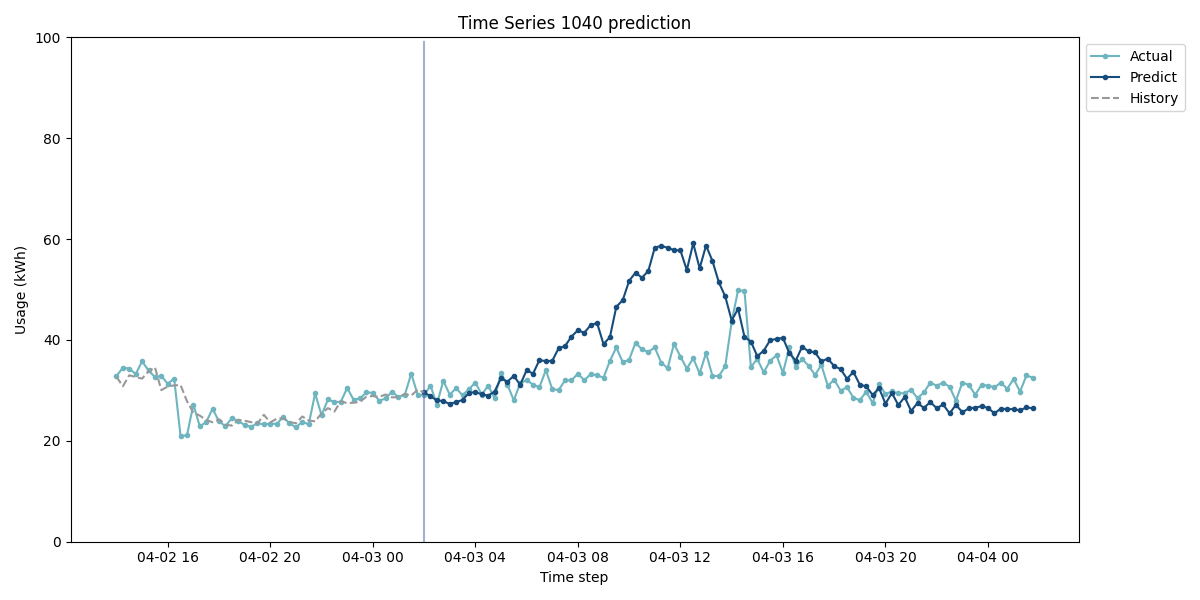 Time Series 1040 prediction
Usage (kWh)
100
80
60
40
20
0
04-02 16
04-02 20
04-03 00
04-03 04
04-03 08
04-03 12
04-03 16
04-03 20
04-04 00
Time step
Actual
Predict
History